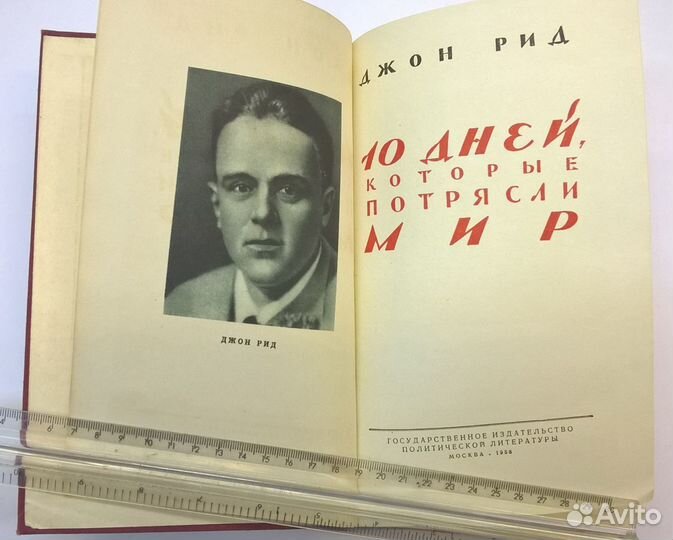 ДЖОН РИД
ДЖОН РИД
10 ДНЕЙ,
КОТОРЫЕ
ПОТРЯСЛИ
МИР
ГОСУДАРСТВЕННОЕ ИЗДАТЕЛЬСТВО
ПОЛИТИЧЕСКОЙ ЛИТЕРАТУРЫ
МОСКВА · 1958
Avito